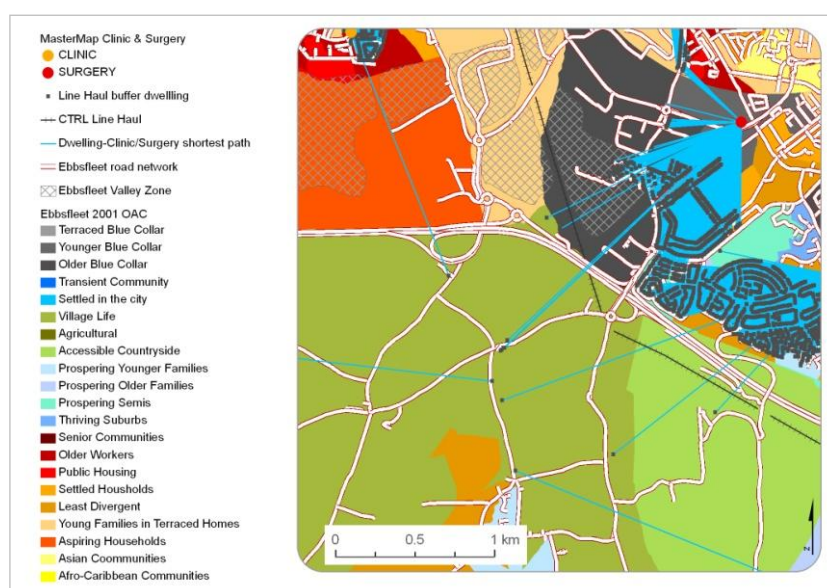 MasterMap Clinic & Surgery
CLINIC
SURGERY
Line Haul buffer dwellling
CTRL Line Haul
Dwelling-Clinic/Surgery shortest path
Ebbsfleet road network
Ebbsfleet Valley Zone
Ebbsfleet 2001 OAC
Terraced Blue Collar
Younger Blue Collar
Older Blue Collar
Transient Community
Settled in the city
Village Life
Agricultural
Accessible Countryside
Prospering Younger Families
Prospering Older Families
Prospering Semis
Thriving Suburbs
Senior Communities
Older Workers
Public Housing
Settled Housholds
Least Divergent
Young Families in Terraced Homes
Aspiring Households
Asian Coommunities
Afro-Caribbean Communities
0 0.5 1 km
N